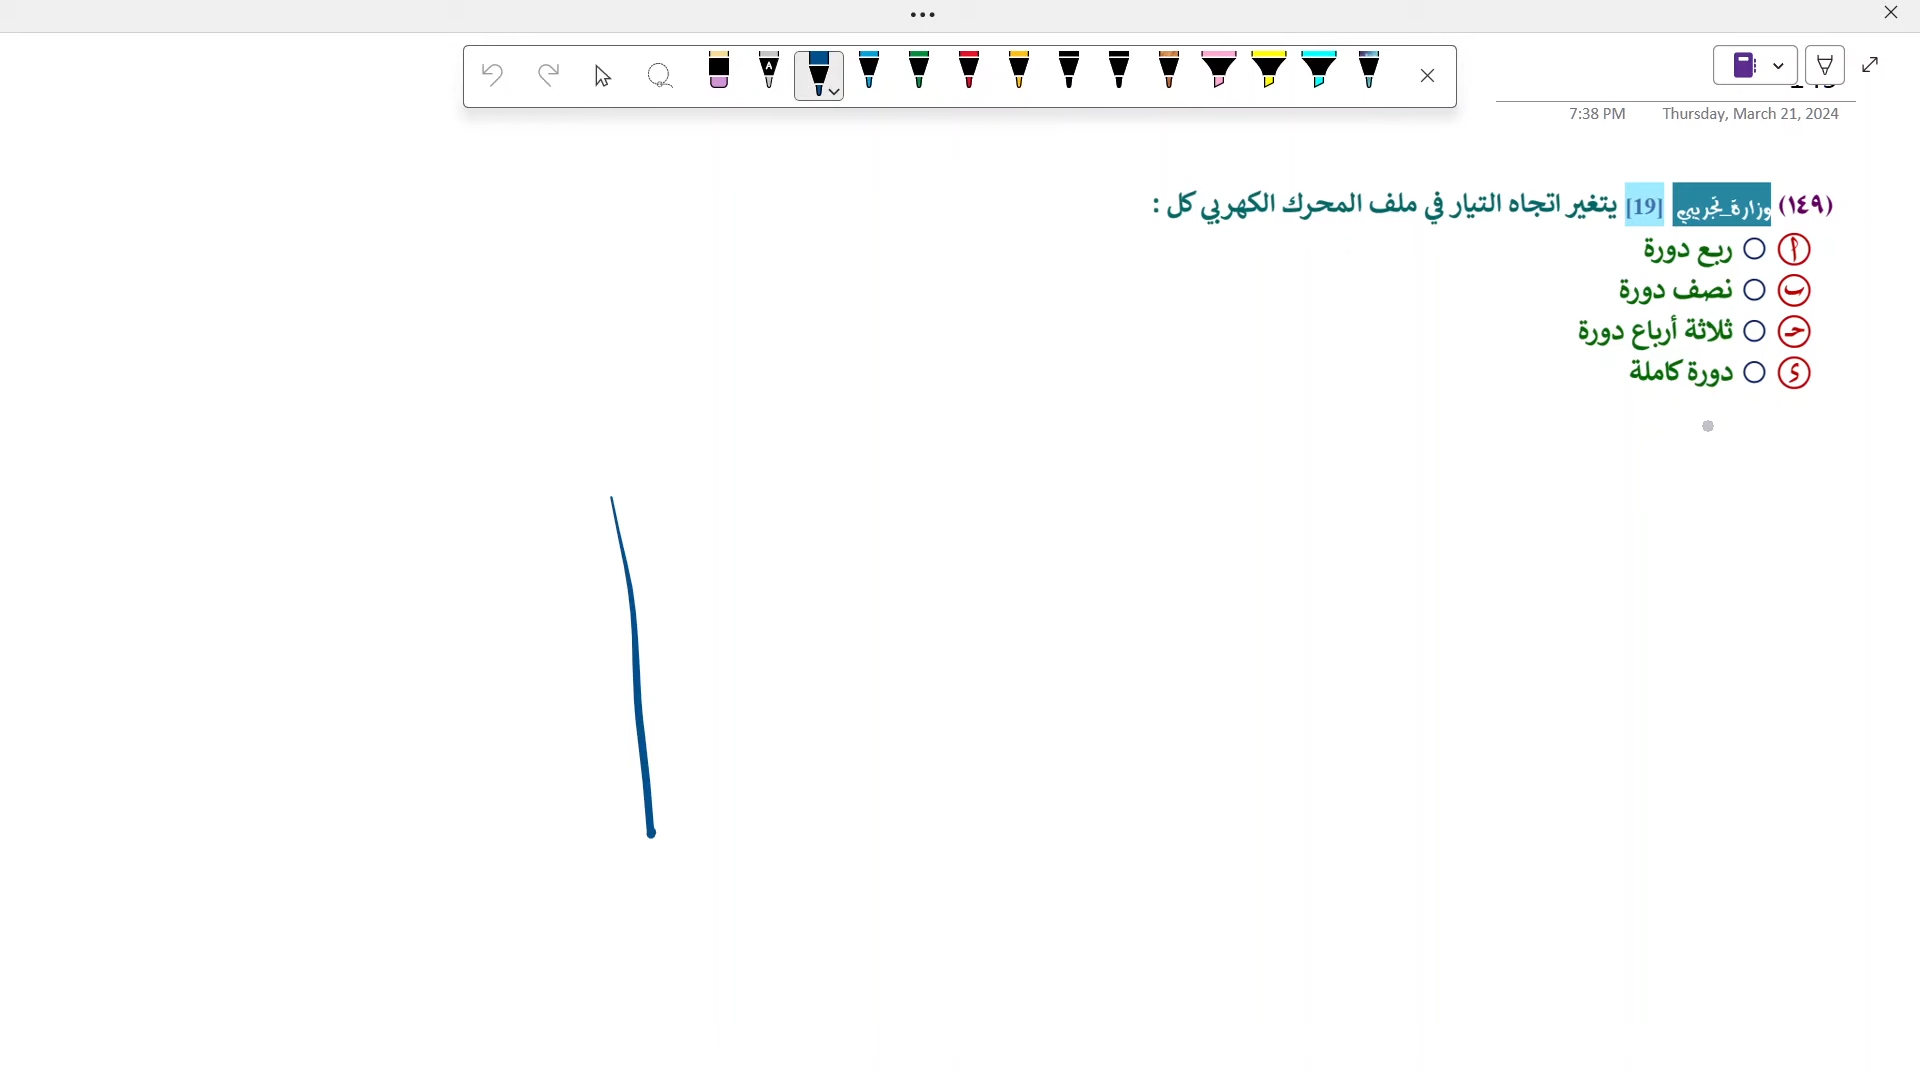 7:38 PM Thursday, March 21, 2024
(١٤٩) وزارة_تجريبي [19] يتغير اتجاه التيار في ملف المحرك الكهربي كل :
أ ربع دورة
ب نصف دورة
حـ ثلاثة أرباع دورة
د دورة كاملة